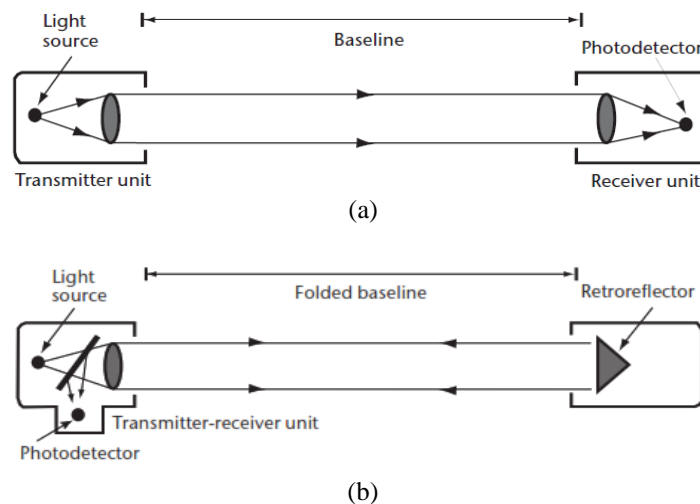 Light
source
Baseline
Photodetector
Transmitter unit
Receiver unit
(a)
Light
source
Folded baseline
Retroreflector
Transmitter-receiver unit
Photodetector
(b)